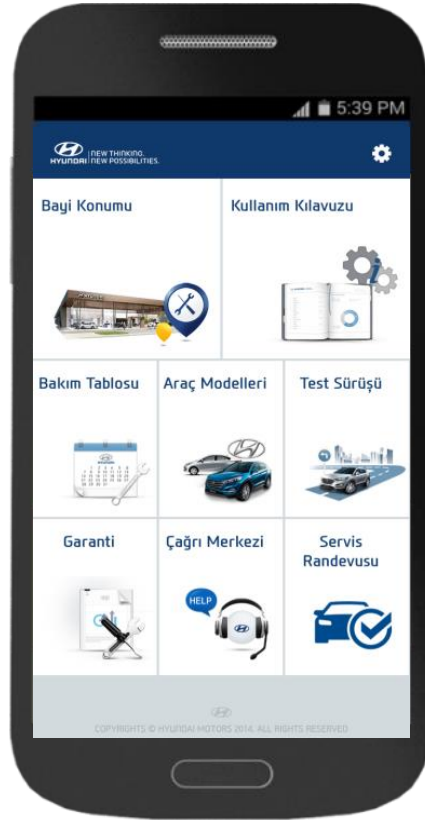 5:39 PM
HYUNDAI
NEW THINKING.
NEW POSSIBILITIES.
Bayi Konumu
Kullanım Kılavuzu
Bakım Tablosu
Araç Modelleri
Test Sürüşü
HYUNDAI
Garanti
Çağrı Merkezi
Servis
Randevusu
HELP
COPYRIGHTS © HYUNDAI MOTORS 2014, ALL RIGHTS RESERVED